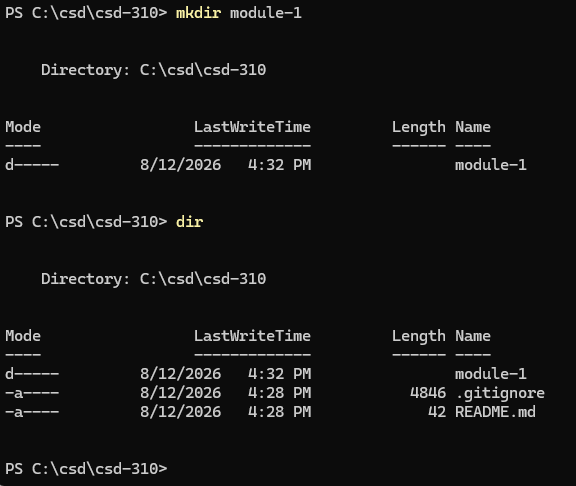 PS C:\csd\csd-310> mkdir module-1
Directory: C:\csd\csd-310
Mode                 LastWriteTime         Length Name
----                 -------------         ------ ----
d-----         8/12/2026   4:32 PM                module-1
PS C:\csd\csd-310> dir
Directory: C:\csd\csd-310
Mode                 LastWriteTime         Length Name
----                 -------------         ------ ----
d-----         8/12/2026   4:32 PM                module-1
-a----         8/12/2026   4:28 PM           4846 .gitignore
-a----         8/12/2026   4:28 PM             42 README.md
PS C:\csd\csd-310>